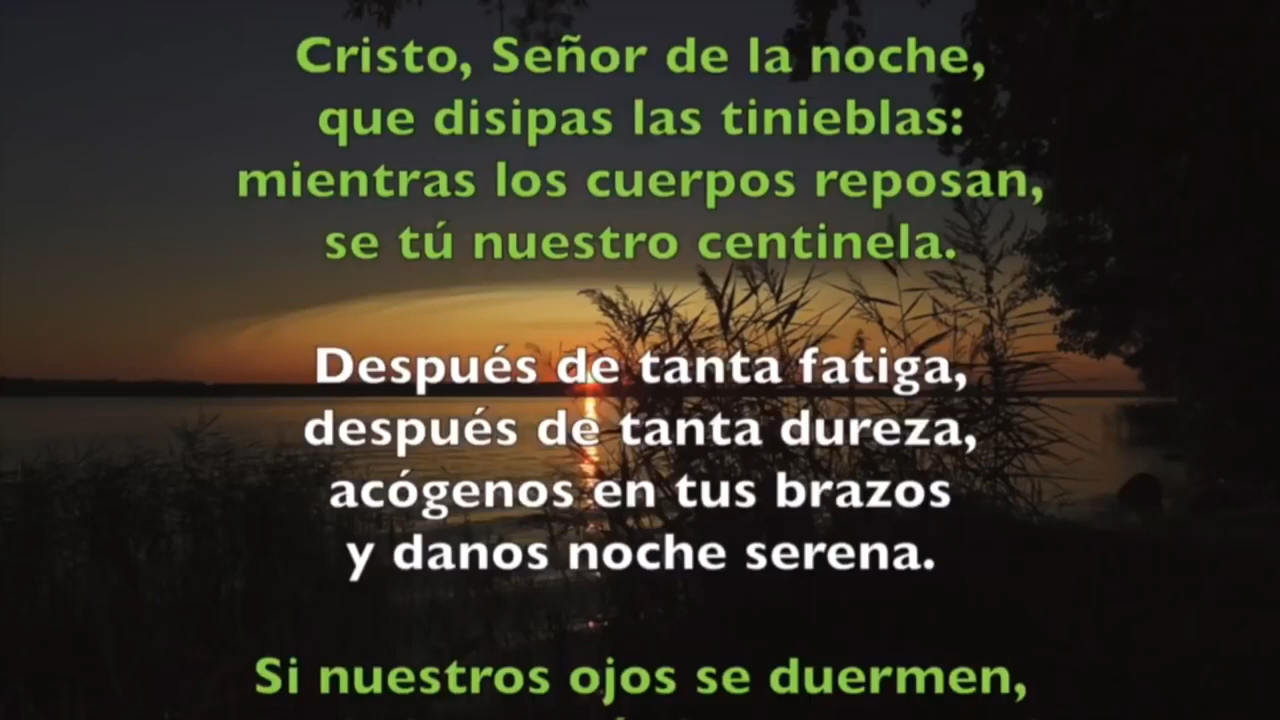 Cristo, Señor de la noche,
que disipas las tinieblas:
mientras los cuerpos reposan,
se tú nuestro centinela.
Después de tanta fatiga,
después de tanta dureza,
acógenos en tus brazos
y danos noche serena.
Si nuestros ojos se duermen,